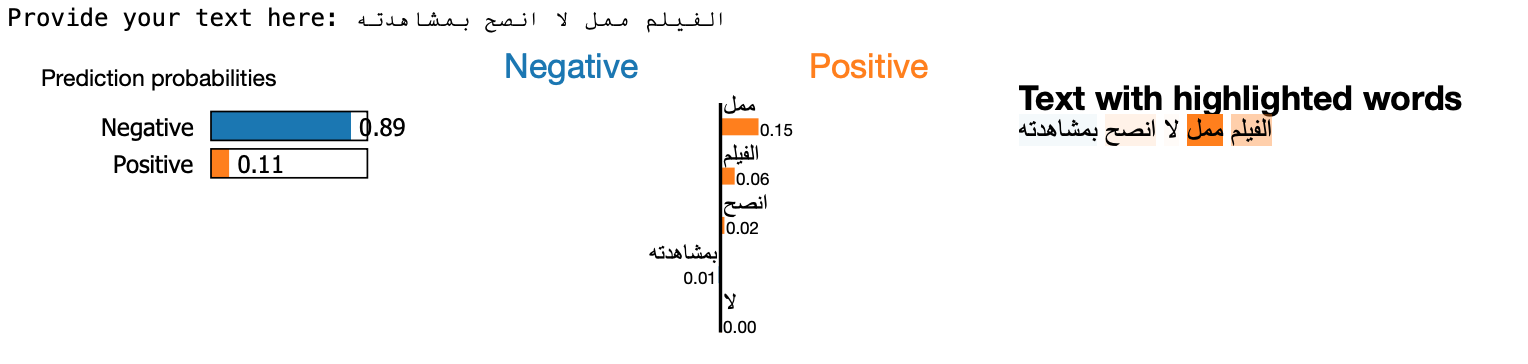 Provide your text here: الفيلم ممل لا انصح بمشاهدته
Prediction probabilities
Negative 0.89
Positive 0.11
Negative Positive
ممل
0.15
الفيلم
0.06
انصح
0.02
بمشاهدته
0.01
لا
0.00
Text with highlighted words
الفيلم ممل لا انصح بمشاهدته